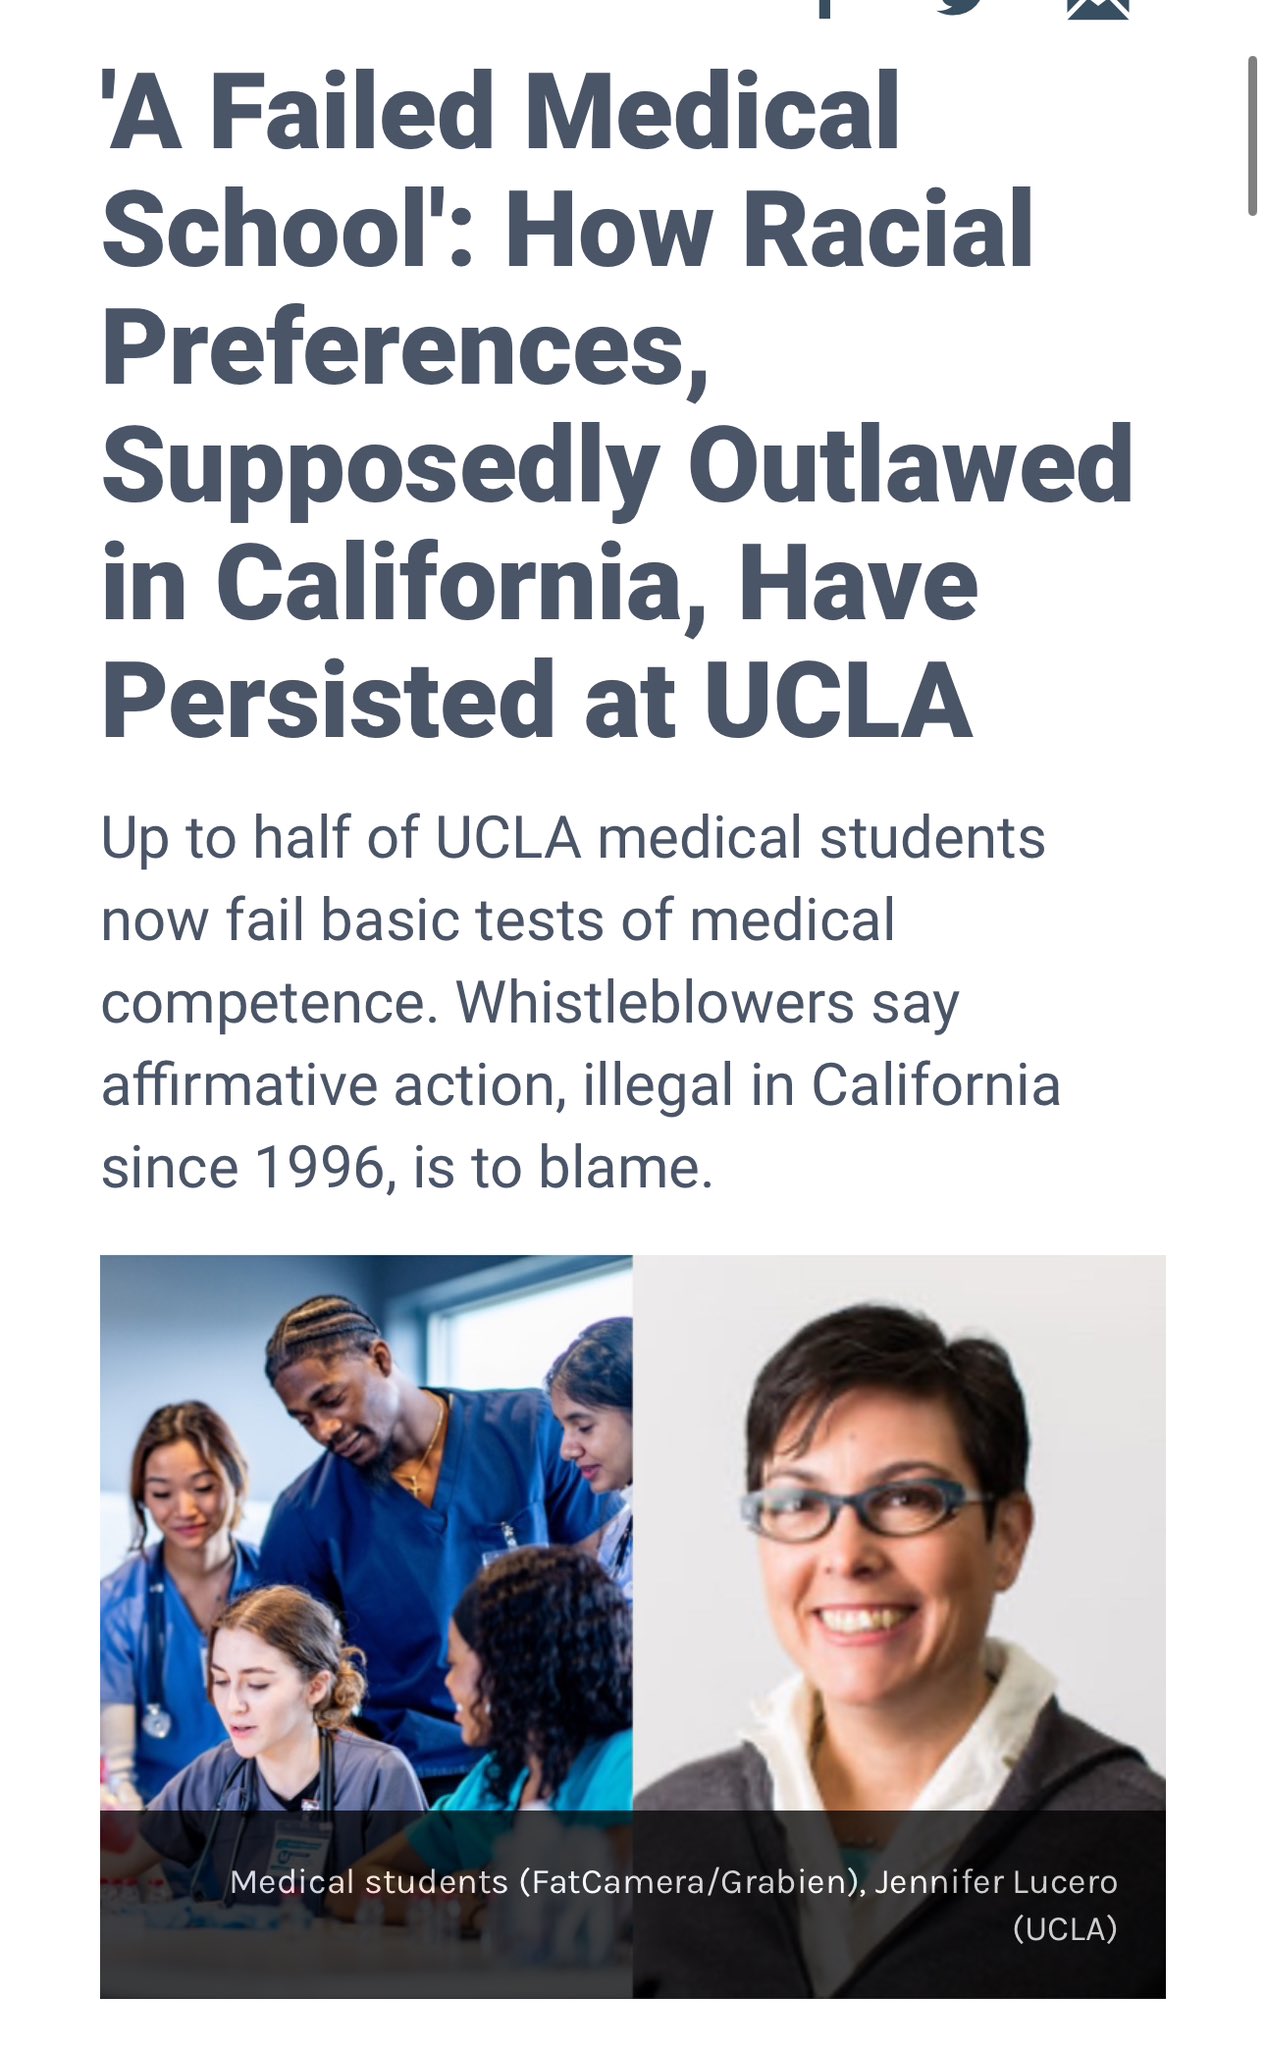 'A Failed Medical
School': How Racial
Preferences,
Supposedly Outlawed
in California, Have
Persisted at UCLA
Up to half of UCLA medical students
now fail basic tests of medical
competence. Whistleblowers say
affirmative action, illegal in California
since 1996, is to blame.
Medical students (FatCamera/Grabien), Jennifer Lucero
(UCLA)